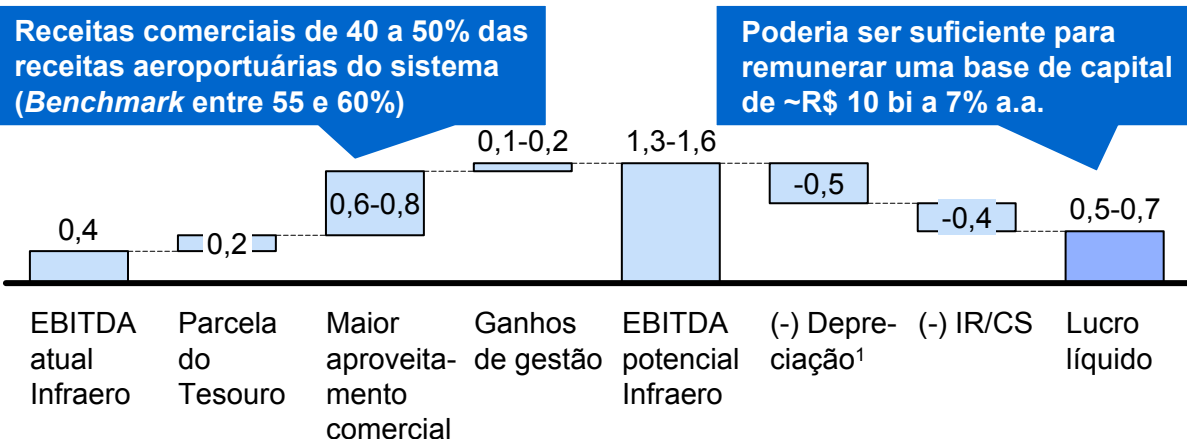 Receitas comerciais de 40 a 50% das
receitas aeroportuárias do sistema
(Benchmark entre 55 e 60%)
Poderia ser suficiente para
remunerar uma base de capital
de ~R$ 10 bi a 7% a.a.
0,4
0,2
0,6-0,8
0,1-0,2
1,3-1,6
-0,5
-0,4
0,5-0,7
EBITDA
atual
Infraero
Parcela
do
Tesouro
Maior
aproveita-
mento
comercial
Ganhos
de gestão
EBITDA
potencial
Infraero
(-) Depre-
ciação¹
(-) IR/CS
Lucro
líquido